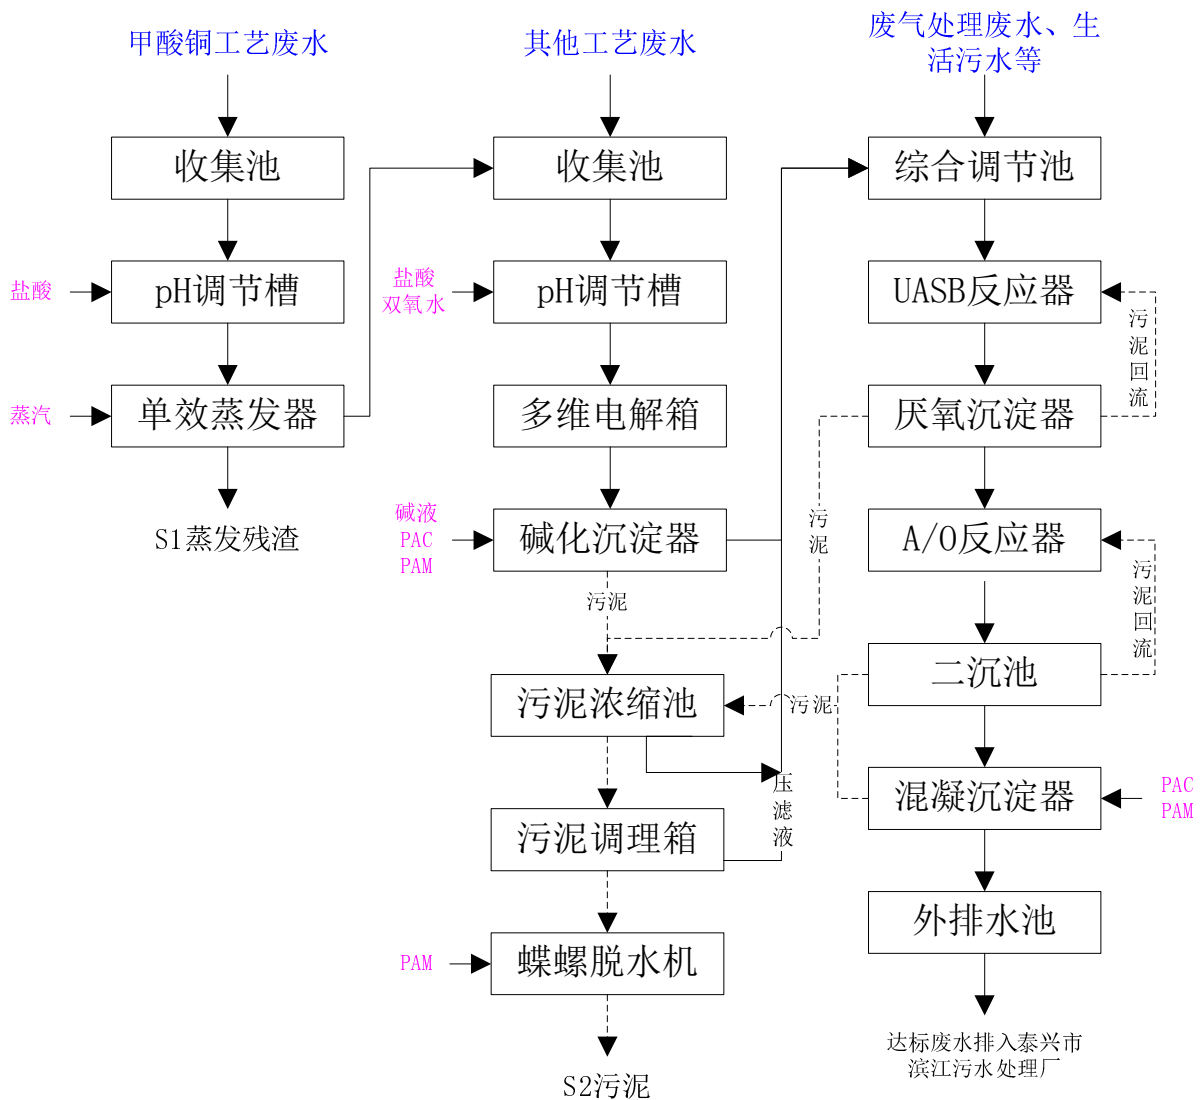 甲酸铜工艺废水
其他工艺废水
废气处理废水、生
活污水等
收集池
收集池
综合调节池
盐酸
pH调节槽
盐酸
双氧水
pH调节槽
UASB反应器
污泥回流
蒸汽
单效蒸发器
多维电解箱
厌氧沉淀器
S1蒸发残渣
碱液
PAC
PAM
碱化沉淀器
污泥
A/O反应器
污泥回流
污泥
二沉池
污泥浓缩池
污泥
压滤液
混凝沉淀器
PAC
PAM
污泥调理箱
外排水池
PAM
蝶螺脱水机
达标废水排入泰兴市
滨江污水处理厂
S2污泥